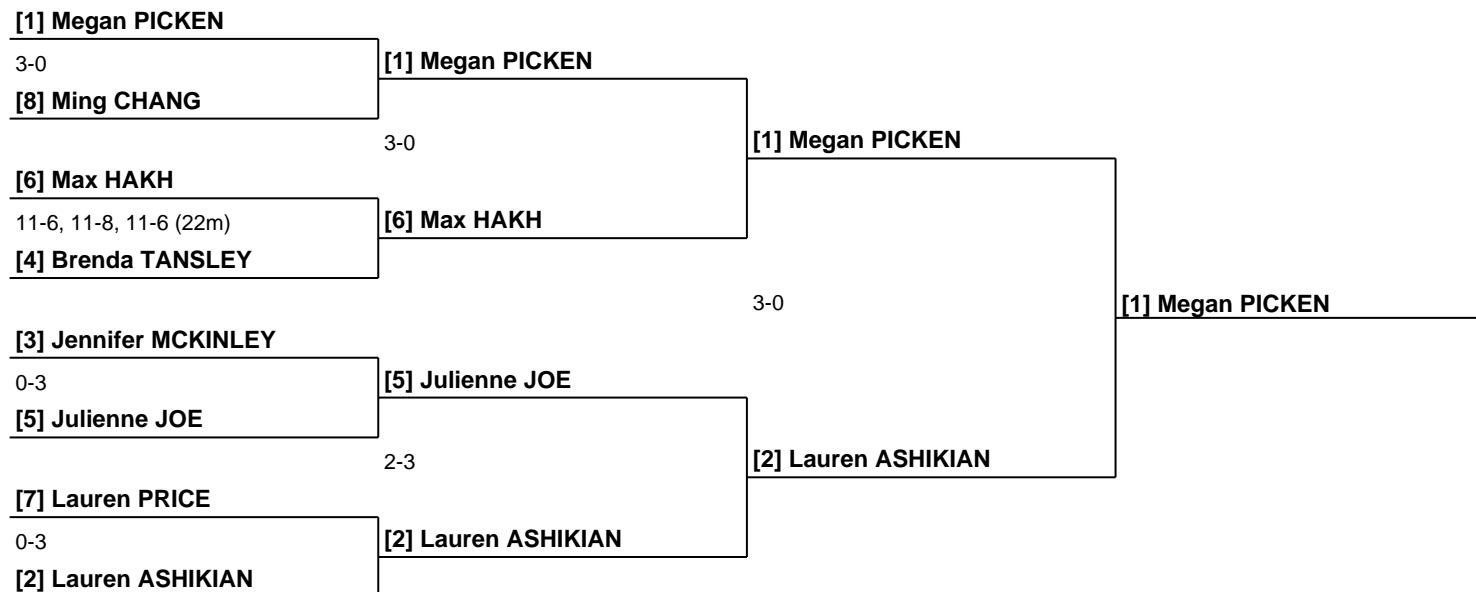 [1] Megan PICKEN
3-0
[1] Megan PICKEN
[8] Ming CHANG
3-0
[1] Megan PICKEN
[6] Max HAKH
11-6, 11-8, 11-6 (22m)
[6] Max HAKH
[4] Brenda TANSLEY
3-0
[1] Megan PICKEN
[3] Jennifer MCKINLEY
0-3
[5] Julienne JOE
[5] Julienne JOE
2-3
[2] Lauren ASHIKIAN
[7] Lauren PRICE
0-3
[2] Lauren ASHIKIAN
[2] Lauren ASHIKIAN